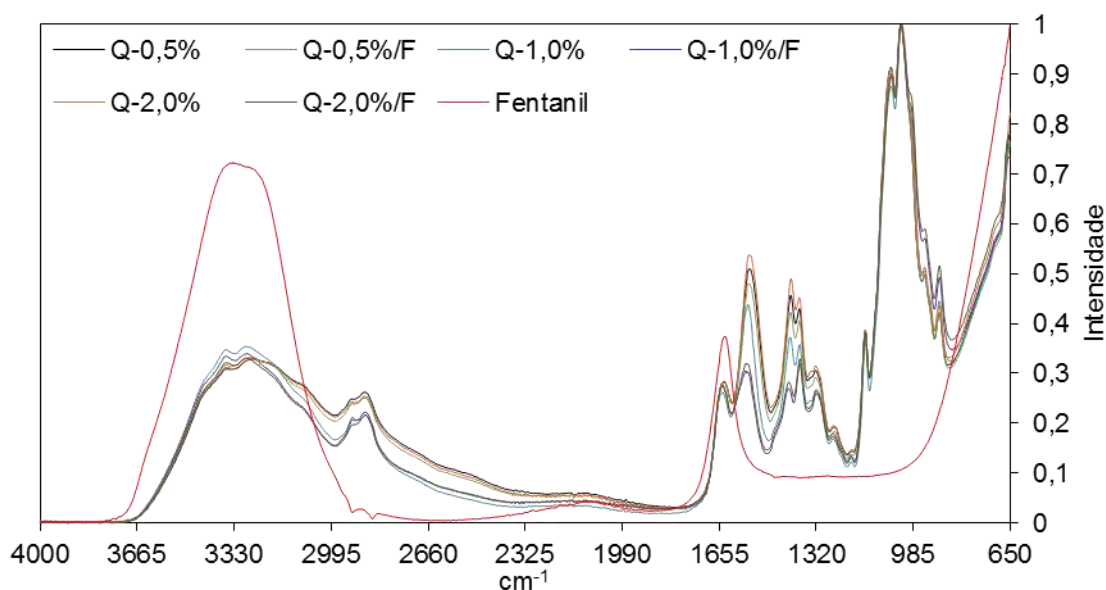 Q-0,5% Q-0,5%/F Q-1,0% Q-1,0%/F
Q-2,0% Q-2,0%/F Fentanil
1
0,9
0,8
0,7
0,6
0,5
0,4
0,3
0,2
0,1
0
Intensidade
4000 3665 3330 2995 2660 2325 1990 1655 1320 985 650
cm-1